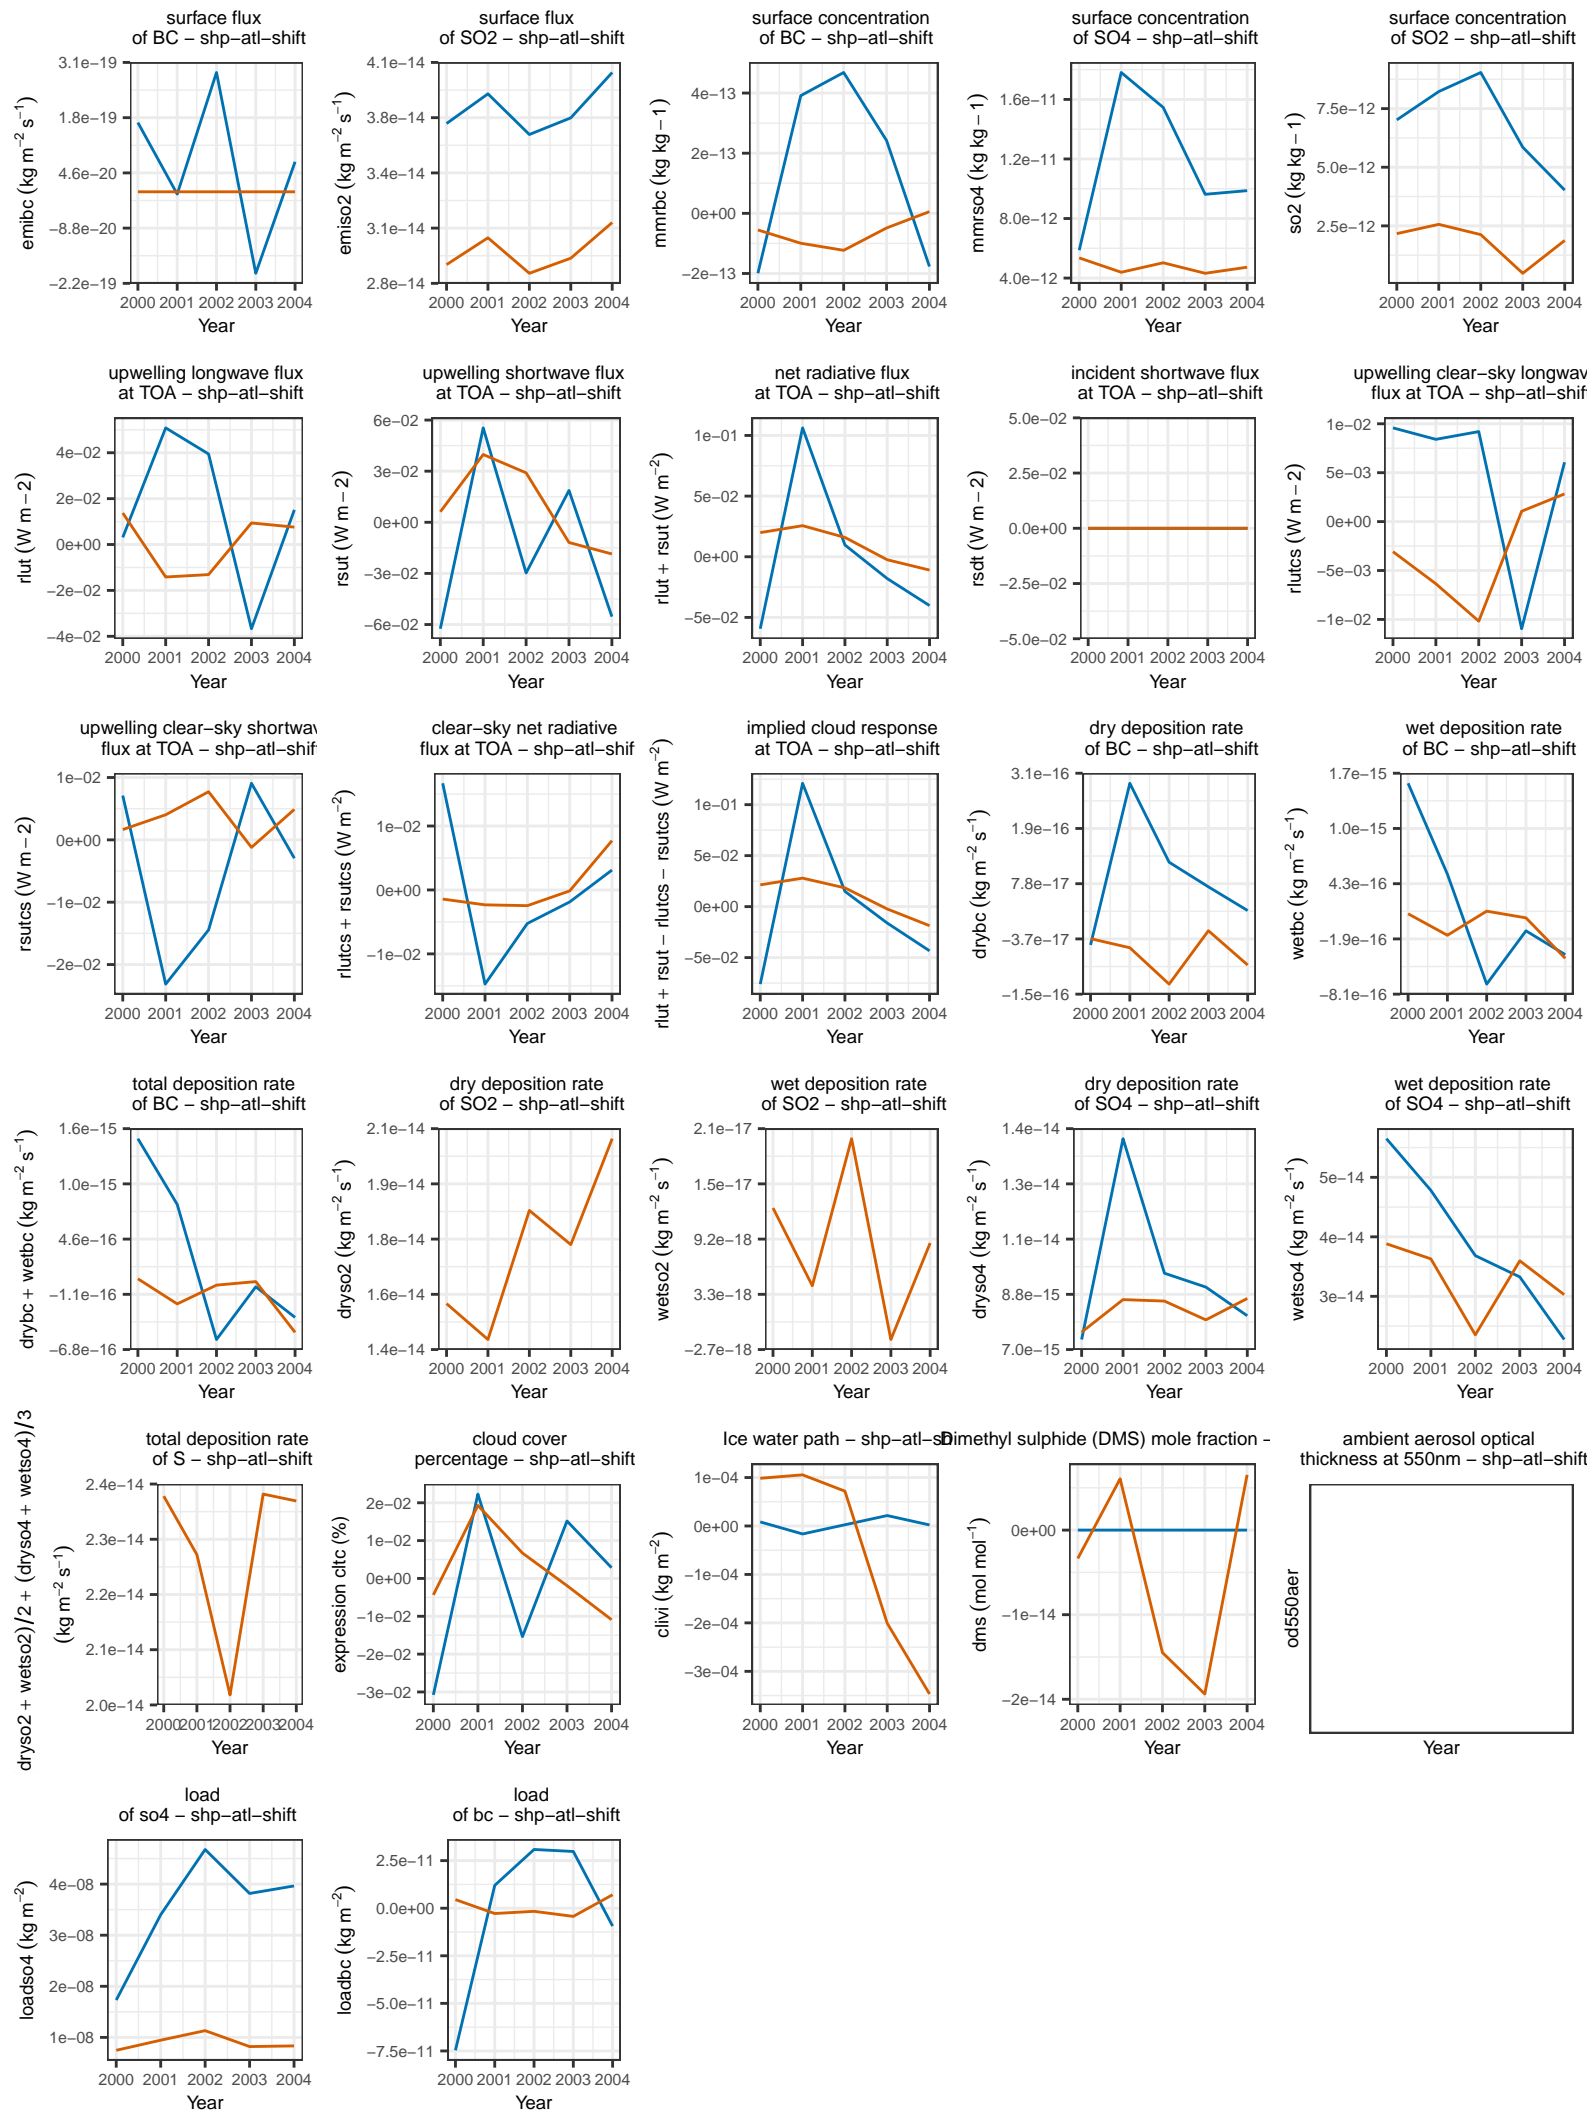 surface flux
of BC − shp−atl−shift
emibc (kg m−2 s−1)
3.1e−19
1.8e−19
4.6e−20
−8.8e−20
−2.2e−19
2000 2001 2002 2003 2004
Year
surface flux
of SO2 − shp−atl−shift
emiso2 (kg m−2 s−1)
4.1e−14
3.8e−14
3.4e−14
3.1e−14
2.8e−14
2000 2001 2002 2003 2004
Year
surface concentration
of BC − shp−atl−shift
mmrbc (kg kg − 1)
4e−13
2e−13
0e+00
−2e−13
2000 2001 2002 2003 2004
Year
surface concentration
of SO4 − shp−atl−shift
mmrso4 (kg kg − 1)
1.6e−11
1.2e−11
8.0e−12
4.0e−12
2000 2001 2002 2003 2004
Year
surface concentration
of SO2 − shp−atl−shift
so2 (kg kg − 1)
7.5e−12
5.0e−12
2.5e−12
2000 2001 2002 2003 2004
Year
upwelling longwave flux
at TOA − shp−atl−shift
rlut (W m − 2)
4e−02
2e−02
0e+00
−2e−02
−4e−02
2000 2001 2002 2003 2004
Year
upwelling shortwave flux
at TOA − shp−atl−shift
rsut (W m − 2)
6e−02
3e−02
0e+00
−3e−02
−6e−02
2000 2001 2002 2003 2004
Year
net radiative flux
at TOA − shp−atl−shift
rlut + rsut (W m−2)
1e−01
5e−02
0e+00
−5e−02
2000 2001 2002 2003 2004
Year
incident shortwave flux
at TOA − shp−atl−shift
rsdt (W m − 2)
5.0e−02
2.5e−02
0.0e+00
−2.5e−02
−5.0e−02
2000 2001 2002 2003 2004
Year
upwelling clear−sky longwav
flux at TOA − shp−atl−shif
rlutcs (W m − 2)
1e−02
5e−03
0e+00
−5e−03
−1e−02
2000 2001 2002 2003 2004
Year
upwelling clear−sky shortwav
flux at TOA − shp−atl−shif
rsutcs (W m − 2)
1e−02
0e+00
−1e−02
−2e−02
2000 2001 2002 2003 2004
Year
clear−sky net radiative
flux at TOA − shp−atl−shif
rlutcs + rsutcs (W m−2)
1e−02
0e+00
−1e−02
2000 2001 2002 2003 2004
Year
implied cloud response
at TOA − shp−atl−shift
rlut + rsut − rlutcs − rsutcs (W m−2)
1e−01
5e−02
0e+00
−5e−02
2000 2001 2002 2003 2004
Year
dry deposition rate
of BC − shp−atl−shift
drybc (kg m−2 s−1)
3.1e−16
1.9e−16
7.8e−17
−3.7e−17
−1.5e−16
2000 2001 2002 2003 2004
Year
wet deposition rate
of BC − shp−atl−shift
wetbc (kg m−2 s−1)
1.7e−15
1.0e−15
4.3e−16
−1.9e−16
−8.1e−16
2000 2001 2002 2003 2004
Year
total deposition rate
of BC − shp−atl−shift
drybc + wetbc (kg m−2 s−1)
1.6e−15
1.0e−15
4.6e−16
−1.1e−16
−6.8e−16
2000 2001 2002 2003 2004
Year
dry deposition rate
of SO2 − shp−atl−shift
dryso2 (kg m−2 s−1)
2.1e−14
1.9e−14
1.8e−14
1.6e−14
1.4e−14
2000 2001 2002 2003 2004
Year
wet deposition rate
of SO2 − shp−atl−shift
wetso2 (kg m−2 s−1)
2.1e−17
1.5e−17
9.2e−18
3.3e−18
−2.7e−18
2000 2001 2002 2003 2004
Year
dry deposition rate
of SO4 − shp−atl−shift
dryso4 (kg m−2 s−1)
1.4e−14
1.3e−14
1.1e−14
8.8e−15
7.0e−15
2000 2001 2002 2003 2004
Year
wet deposition rate
of SO4 − shp−atl−shift
wetso4 (kg m−2 s−1)
5e−14
4e−14
3e−14
2000 2001 2002 2003 2004
Year
total deposition rate
of S − shp−atl−shift
dryso2 + wetso2)/2 + (dryso4 + wetso4)/3
(kg m−2 s−1)
2.4e−14
2.3e−14
2.2e−14
2.1e−14
2.0e−14
2000 2001 2002 2003 2004
Year
cloud cover
percentage − shp−atl−shift
expression cltc (%)
2e−02
1e−02
0e+00
−1e−02
−2e−02
−3e−02
2000 2001 2002 2003 2004
Year
Ice water path − shp−atl−sh
clivi (kg m−2)
1e−04
0e+00
−1e−04
−2e−04
−3e−04
2000 2001 2002 2003 2004
Year
Dimethyl sulphide (DMS) mole fraction −
dms (mol mol−1)
0e+00
−1e−14
−2e−14
2000 2001 2002 2003 2004
Year
ambient aerosol optical
thickness at 550nm − shp−atl−shift
od550aer
Year
load
of so4 − shp−atl−shift
loadso4 (kg m−2)
4e−08
3e−08
2e−08
1e−08
2000 2001 2002 2003 2004
Year
load
of bc − shp−atl−shift
loadbc (kg m−2)
2.5e−11
0.0e+00
−2.5e−11
−5.0e−11
−7.5e−11
2000 2001 2002 2003 2004
Year